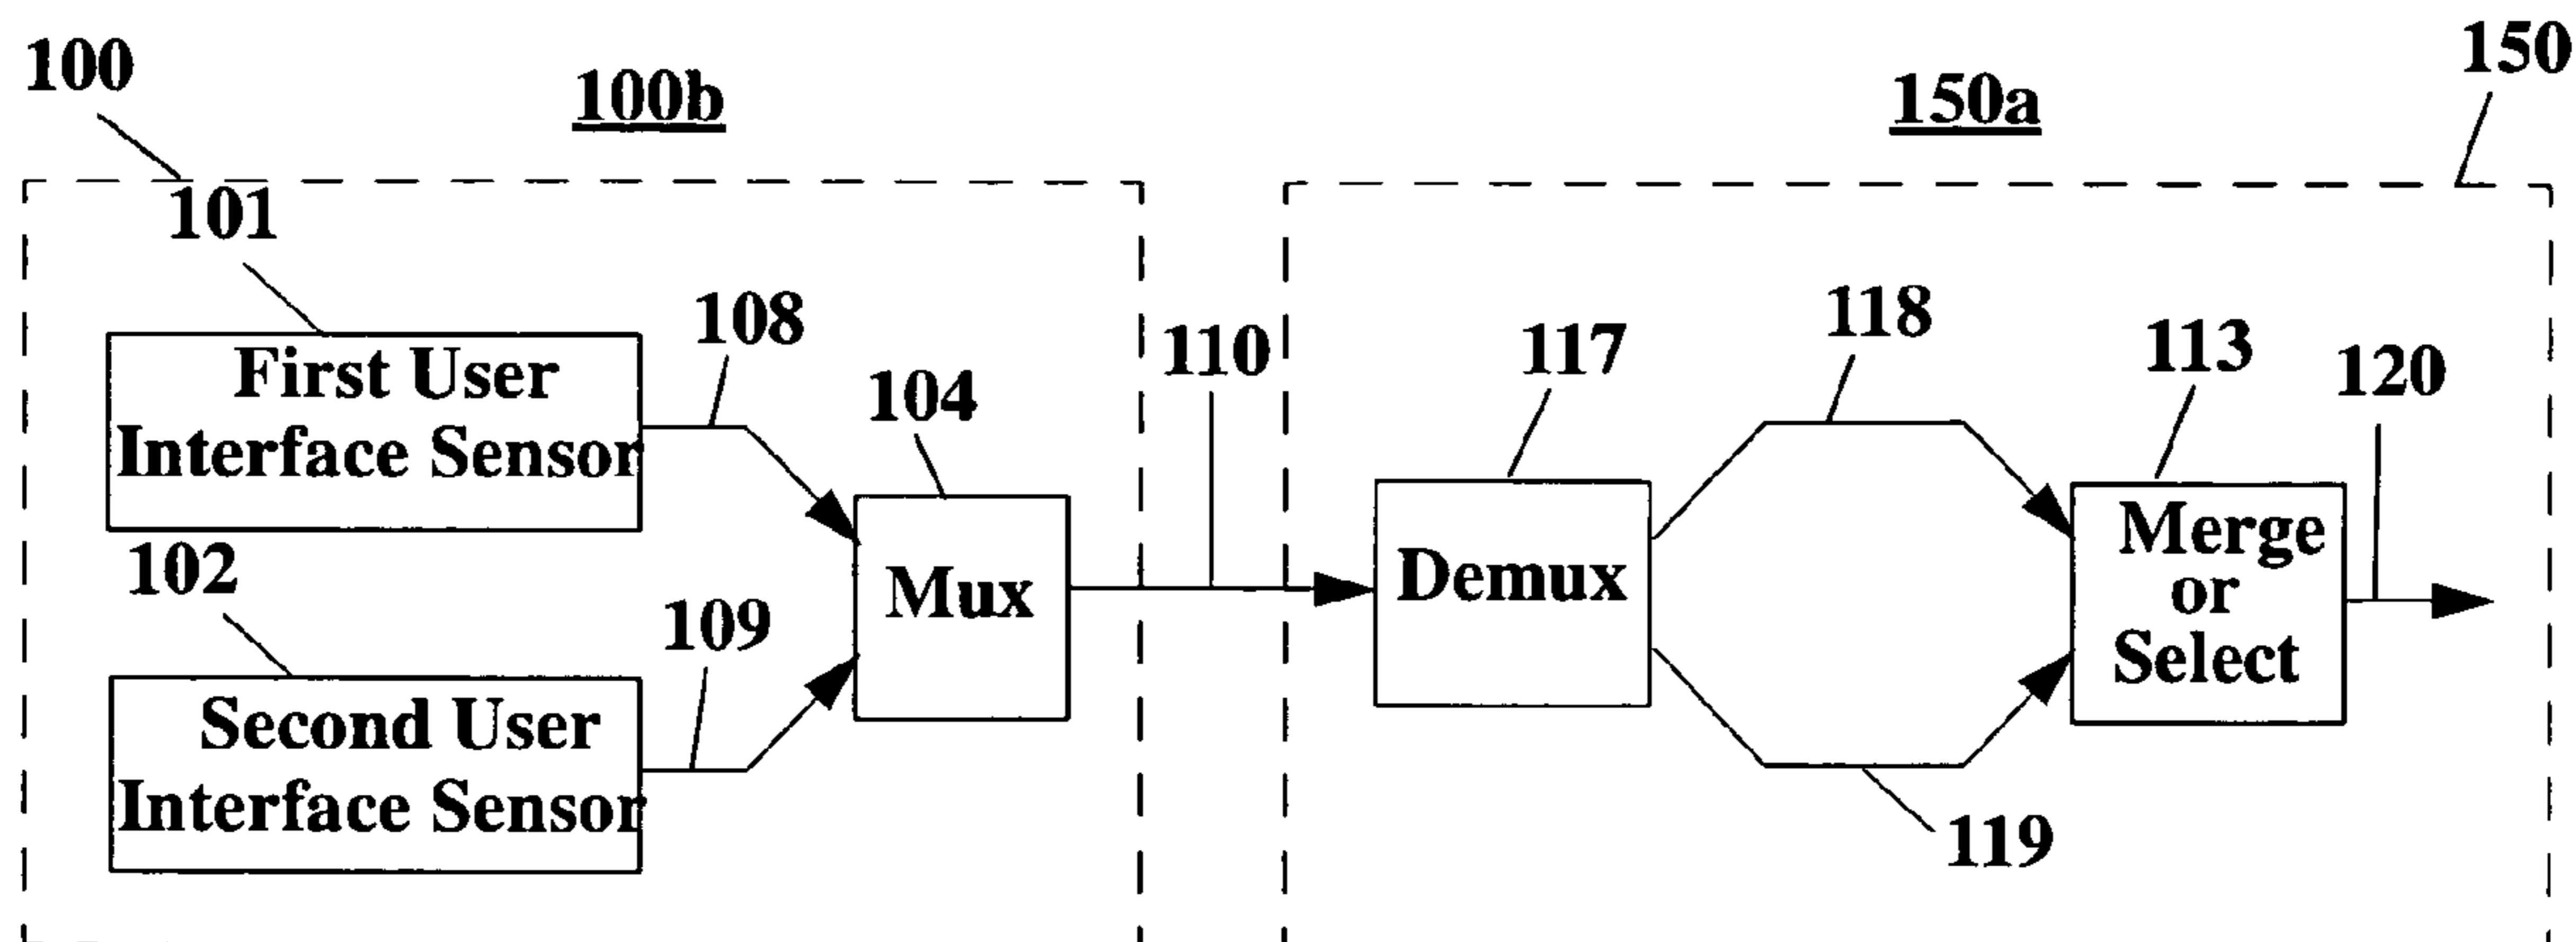 100
100b
150a
150
101
First User
Interface Sensor
108
104
Mux
102
109
Second User
Interface Sensor
110
117
Demux
118
119
113
Merge
or
Select
120